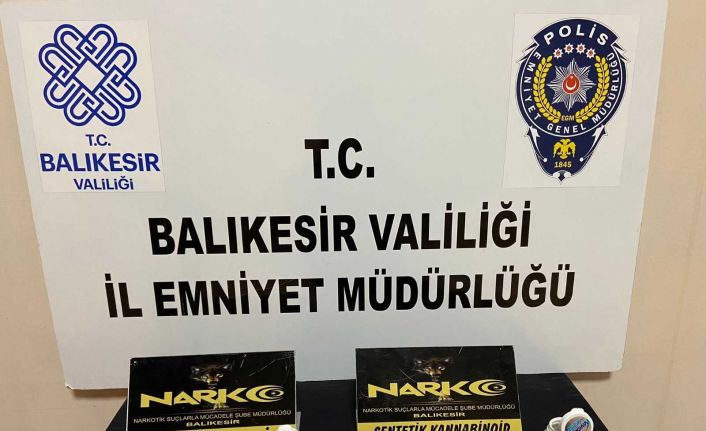 T.C.
BALIKESİR
VALİLİĞİ
POLİS
EMNİYET GENEL MÜDÜRLÜĞÜ
EGM
1845
T.C.
BALIKESİR VALİLİĞİ
İL EMNİYET MÜDÜRLÜĞÜ
NARKO
NARKOTİK SUÇLARLA MÜCADELE ŞUBE MÜDÜRLÜĞÜ
BALIKESİR
NARKO
NARKOTİK SUÇLARLA MÜCADELE ŞUBE MÜDÜRLÜĞÜ
BALIKESİR
SENTETİK KANNABİNOİD